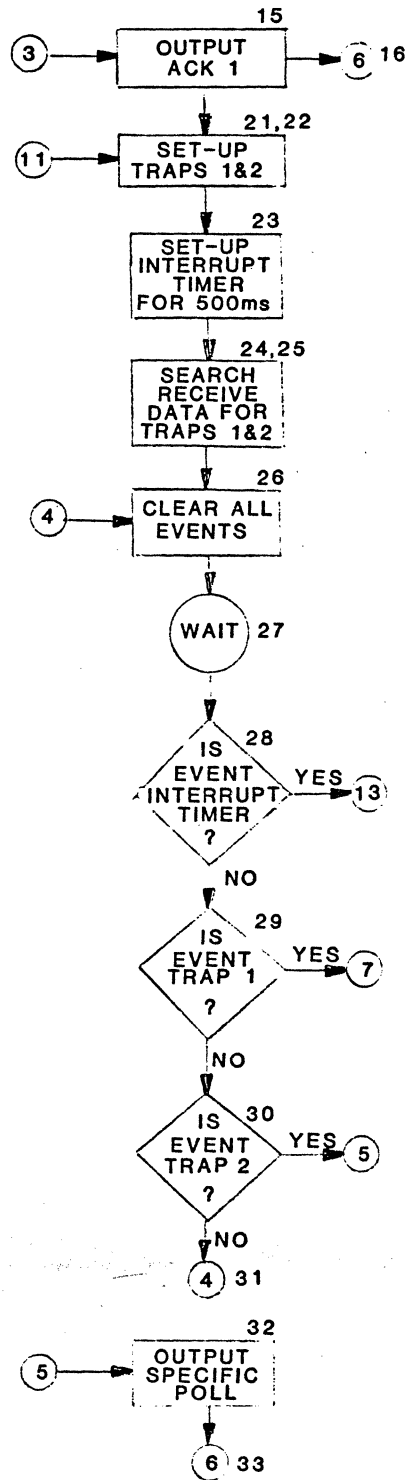 15
3
OUTPUT
ACK 1
6
16
21,22
11
SET-UP
TRAPS 1&2
23
SET-UP
INTERRUPT
TIMER
FOR 500ms
24,25
SEARCH
RECEIVE
DATA FOR
TRAPS 1&2
26
4
CLEAR ALL
EVENTS
WAIT
27
28
IS
EVENT
INTERRUPT
TIMER
?
YES
13
NO
29
IS
EVENT
TRAP 1
?
YES
7
NO
30
IS
EVENT
TRAP 2
?
YES
5
NO
4
31
32
5
OUTPUT
SPECIFIC
POLL
6
33